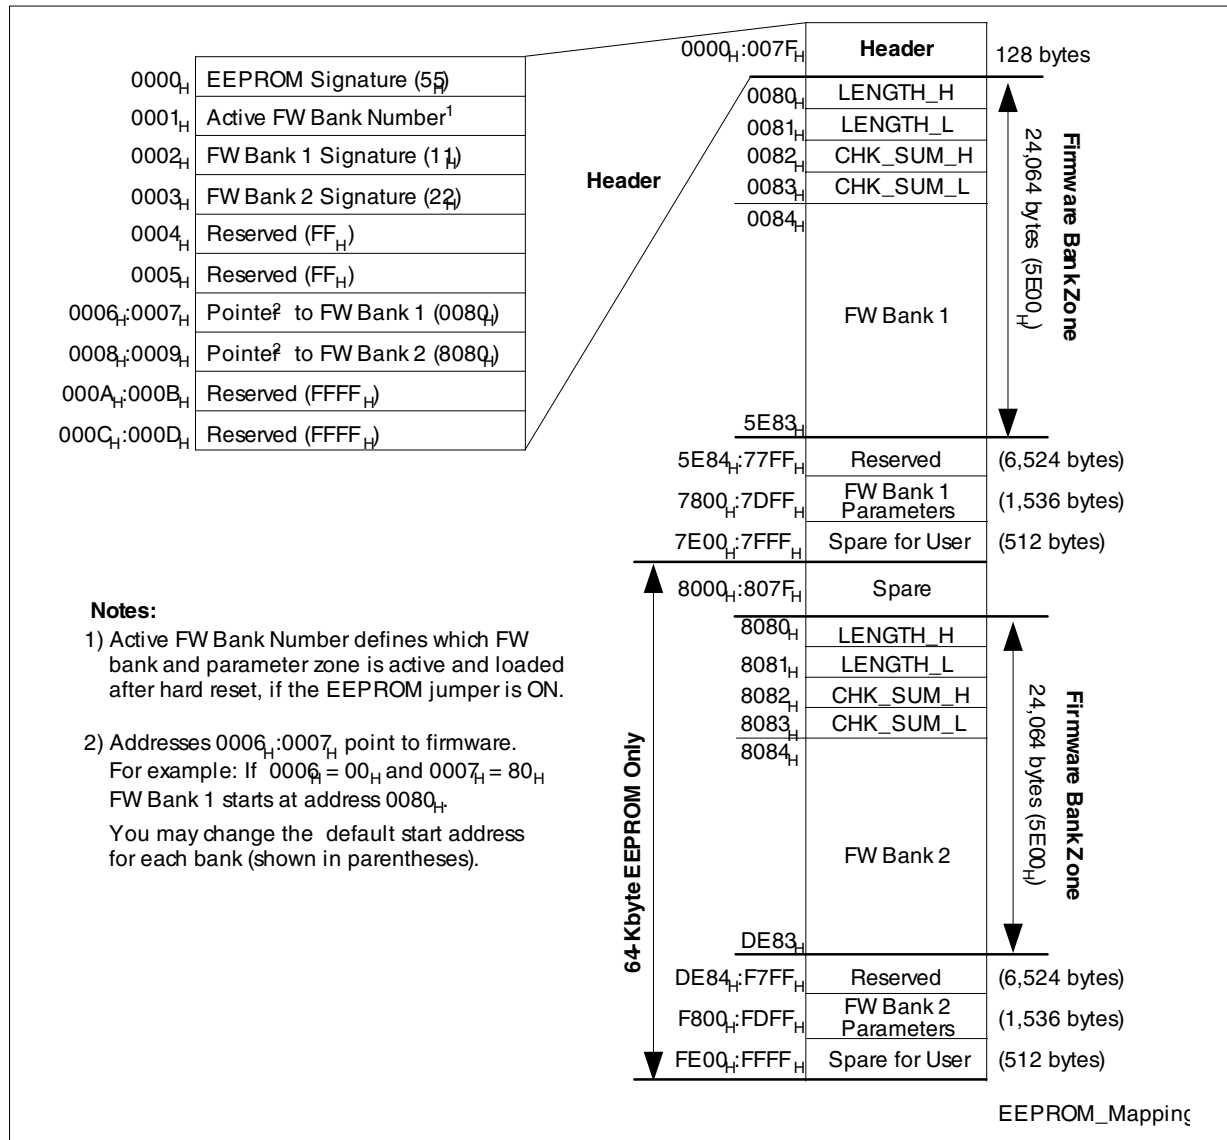 0000H:007FH Header 128 bytes
0000H EEPROM Signature (55H)
0001H Active FW Bank Number1
0002H FW Bank 1 Signature (11H)
0003H FW Bank 2 Signature (22H)
0004H Reserved (FFH)
0005H Reserved (FFH)
0006H:0007H Pointer2 to FW Bank 1 (0080H)
0008H:0009H Pointer2 to FW Bank 2 (8080H)
000AH:000BH Reserved (FFFFH)
000CH:000DH Reserved (FFFFH)
Header
0080H LENGTH_H
0081H LENGTH_L
0082H CHK_SUM_H
0083H CHK_SUM_L
0084H
FW Bank 1
5E83H
24,064 bytes (5E00H)
Firmware Bank Zone
5E84H:77FFH Reserved (6,524 bytes)
7800H:7DFFH FW Bank 1 Parameters (1,536 bytes)
7E00H:7FFFH Spare for User (512 bytes)
8000H:807FH Spare
8080H LENGTH_H
8081H LENGTH_L
8082H CHK_SUM_H
8083H CHK_SUM_L
8084H
FW Bank 2
DE83H
24,064 bytes (5E00H)
Firmware Bank Zone
DE84H:F7FFH Reserved (6,524 bytes)
F800H:FDFFH FW Bank 2 Parameters (1,536 bytes)
FE00H:FFFFH Spare for User (512 bytes)
64-Kbyte EEPROM Only
Notes:
1) Active FW Bank Number defines which FW
bank and parameter zone is active and loaded
after hard reset, if the EEPROM jumper is ON.
2) Addresses 0006H:0007H point to firmware.
For example: If 0006H = 00H and 0007H = 80H
FW Bank 1 starts at address 0080H.
You may change the default start address
for each bank (shown in parentheses).
EEPROM_Mapping